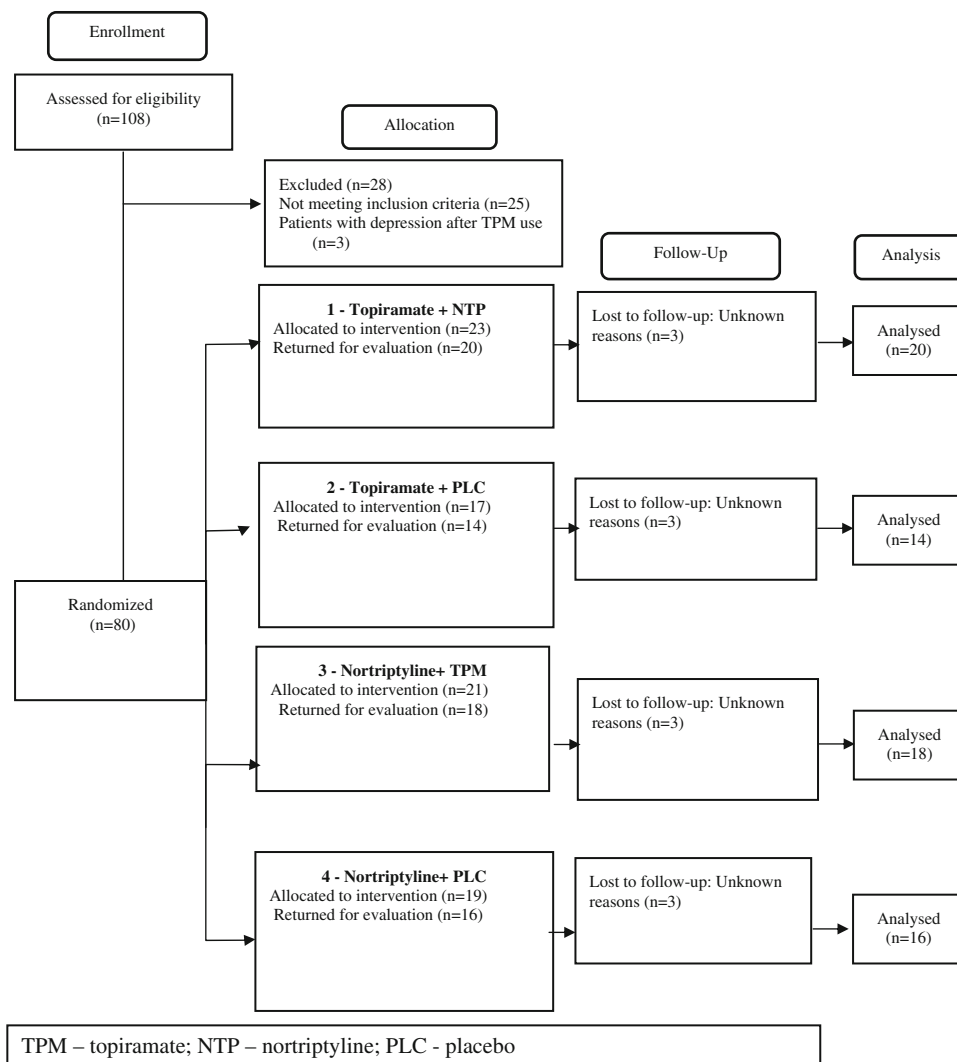 Enrollment
Assessed for eligibility
(n=108)
Allocation
Excluded (n=28)
Not meeting inclusion criteria (n=25)
Patients with depression after TPM use
(n=3)
Follow-Up
Analysis
1 - Topiramate + NTP
Allocated to intervention (n=23)
Returned for evaluation (n=20)
Lost to follow-up: Unknown
reasons (n=3)
Analysed
(n=20)
2 - Topiramate + PLC
Allocated to intervention (n=17)
Returned for evaluation (n=14)
Lost to follow-up: Unknown
reasons (n=3)
Analysed
(n=14)
Randomized
(n=80)
3 - Nortriptyline+ TPM
Allocated to intervention (n=21)
Returned for evaluation (n=18)
Lost to follow-up: Unknown
reasons (n=3)
Analysed
(n=18)
4 - Nortriptyline+ PLC
Allocated to intervention (n=19)
Returned for evaluation (n=16)
Lost to follow-up: Unknown
reasons (n=3)
Analysed
(n=16)
TPM – topiramate; NTP – nortriptyline; PLC - placebo